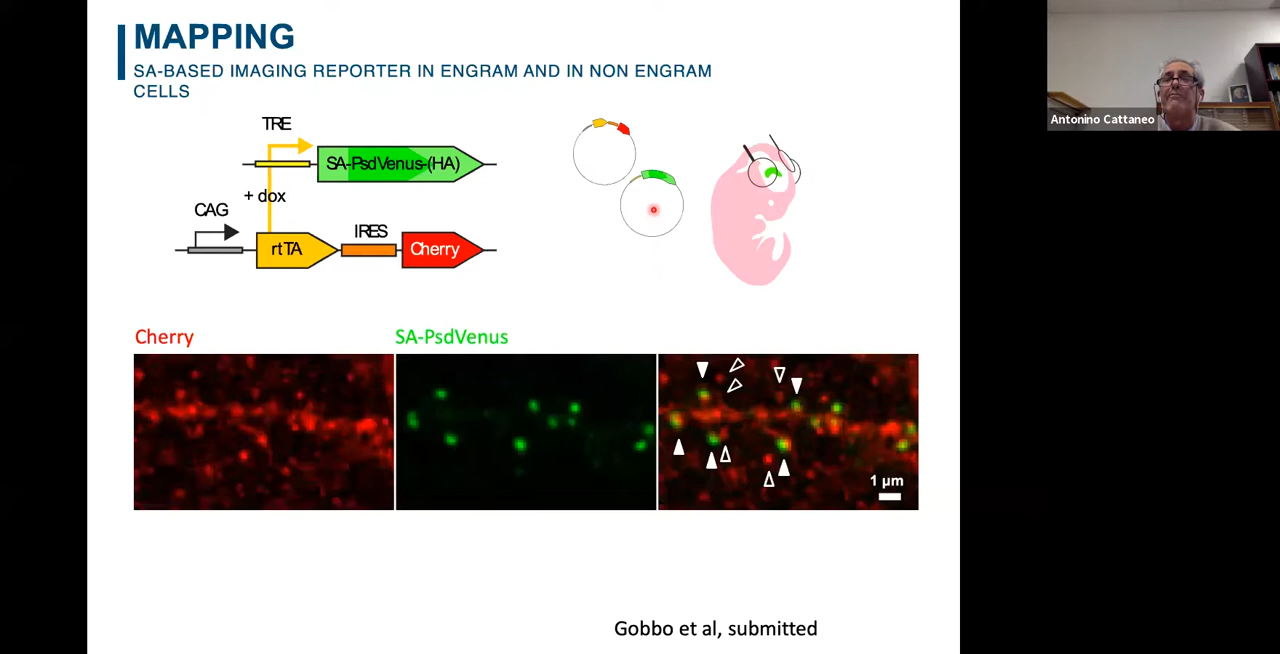 MAPPING
SA-BASED IMAGING REPORTER IN ENGRAM AND IN NON ENGRAM
CELLS
TRE
SA-PsdVenus-(HA)
+ dox
CAG
rtTA
IRES
Cherry
Cherry
SA-PsdVenus
1 µm
Gobbo et al, submitted
Antonino Cattaneo